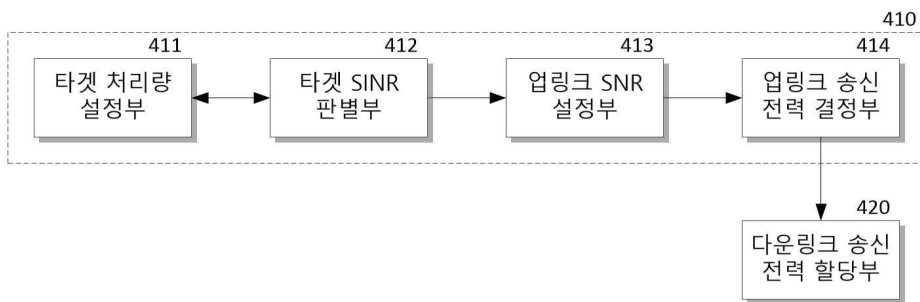 410
411
타겟 처리량
설정부
412
타겟 SINR
판별부
413
업링크 SNR
설정부
414
업링크 송신
전력 결정부
420
다운링크 송신
전력 할당부